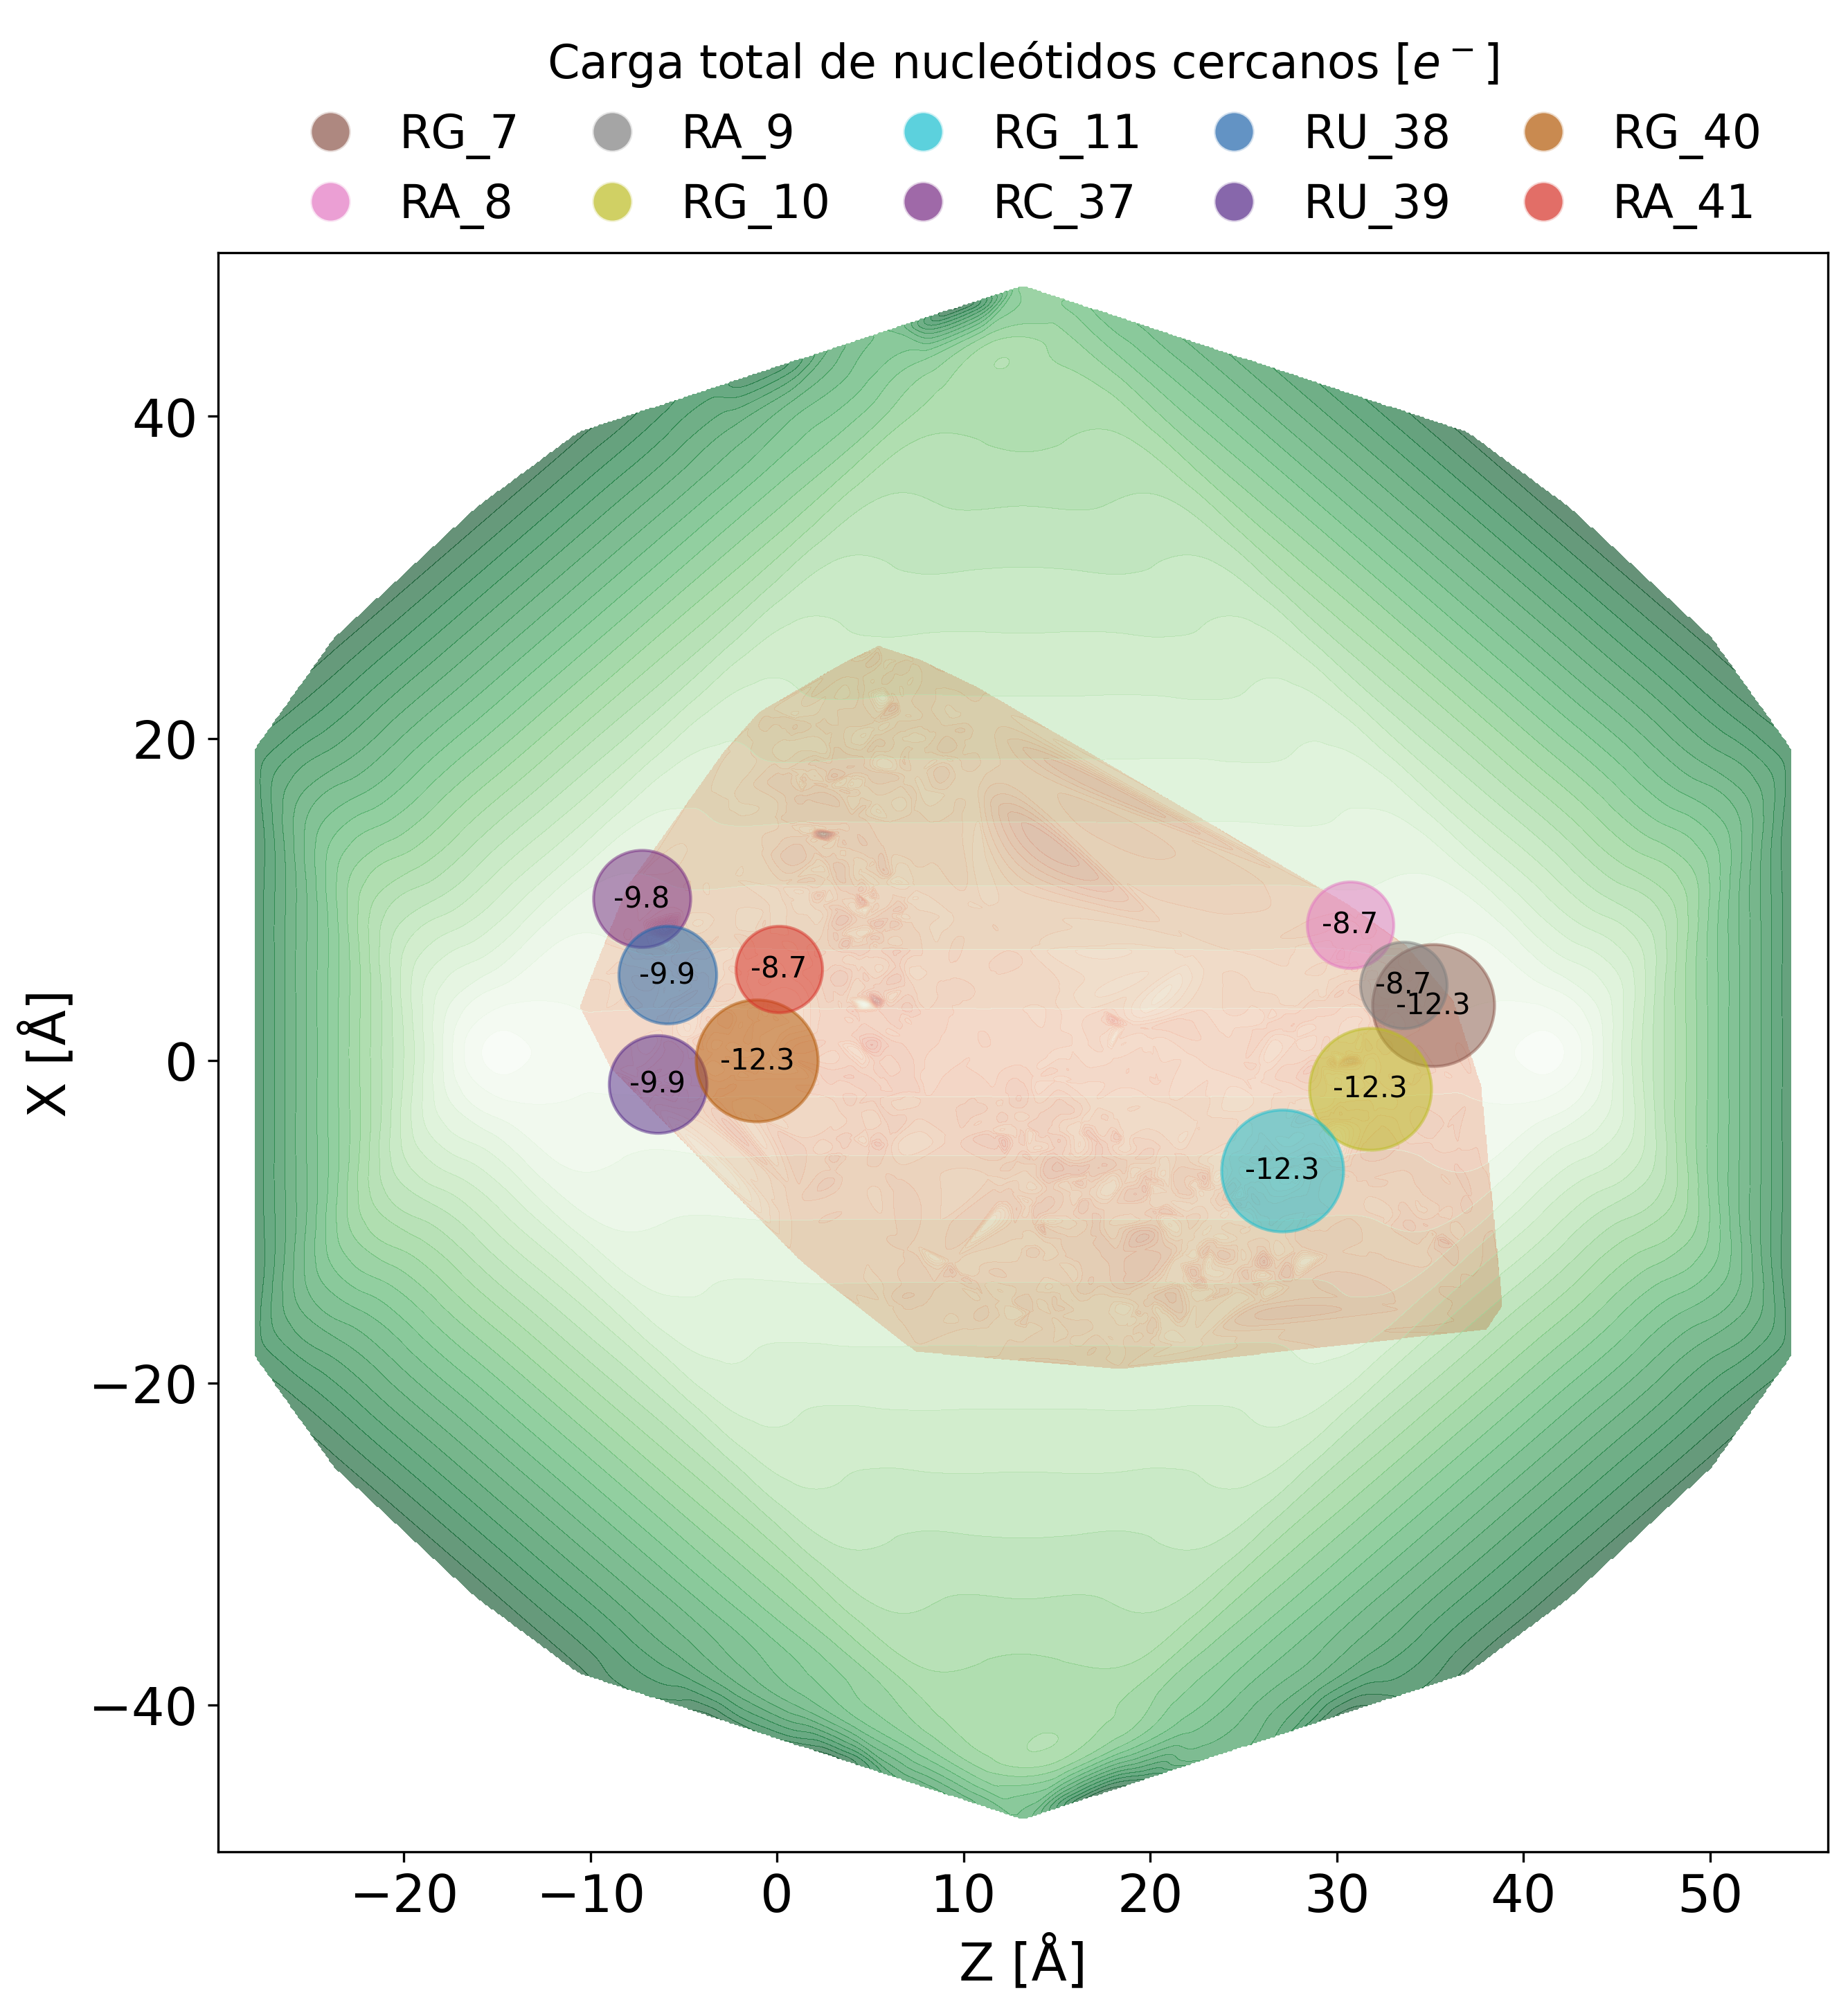 Carga total de nucleótidos cercanos [e⁻]
RG_7 RA_9 RG_11 RU_38 RG_40
RA_8 RG_10 RC_37 RU_39 RA_41
40
20
0
−20
−40
X [Å]
-9.8
-8.7
-9.9
-8.7
-8.7
-12.3
-12.3
-9.9
-12.3
-12.3
−20 −10 0 10 20 30 40 50
Z [Å]